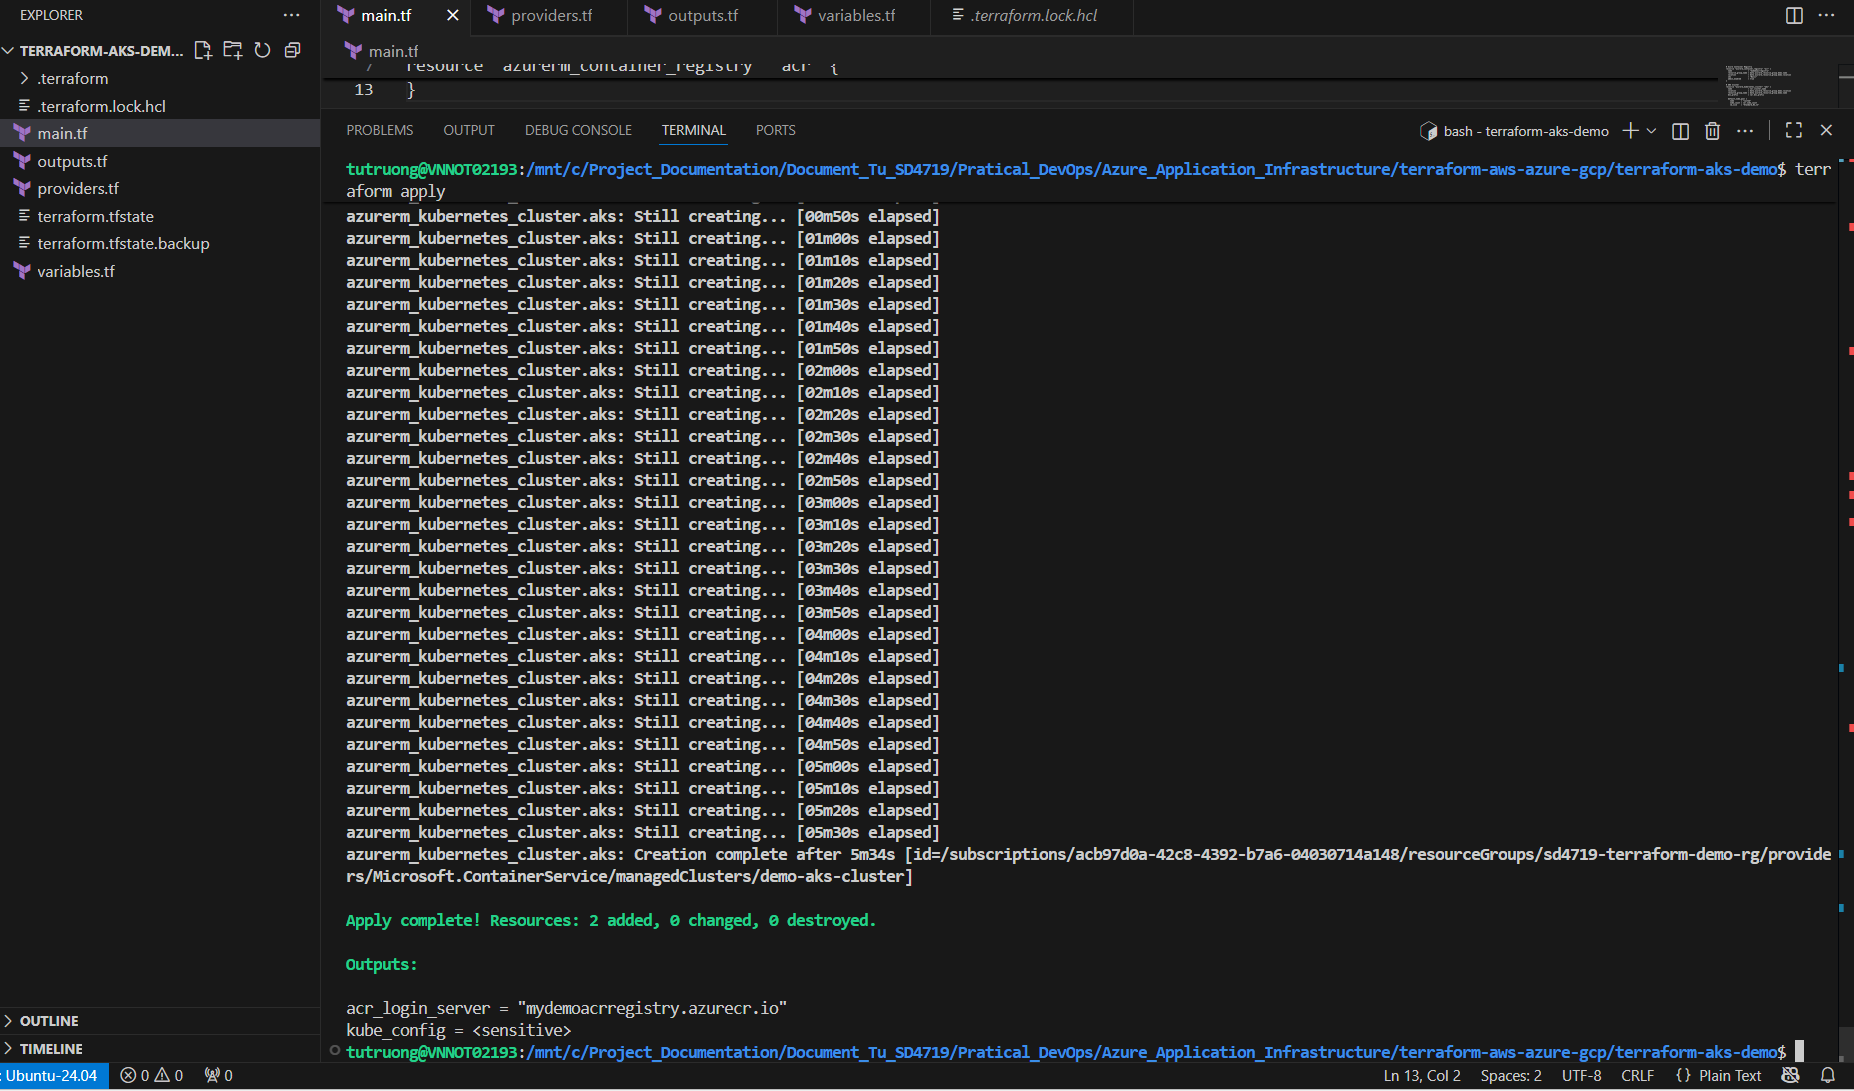 EXPLORER
TERRAFORM-AKS-DEM...
.terraform
.terraform.lock.hcl
main.tf
outputs.tf
providers.tf
terraform.tfstate
terraform.tfstate.backup
variables.tf
OUTLINE
TIMELINE
main.tf
providers.tf
outputs.tf
variables.tf
.terraform.lock.hcl
main.tf
7 resource "azurerm_container_registry" "acr" {
13 }
PROBLEMS OUTPUT DEBUG CONSOLE TERMINAL PORTS
bash - terraform-aks-demo
tutruong@VNNOT02193:/mnt/c/Project_Documentation/Document_Tu_SD4719/Pratical_DevOps/Azure_Application_Infrastructure/terraform-aws-azure-gcp/terraform-aks-demo$ terr
aform apply
azurerm_kubernetes_cluster.aks: Still creating... [00m50s elapsed]
azurerm_kubernetes_cluster.aks: Still creating... [01m00s elapsed]
azurerm_kubernetes_cluster.aks: Still creating... [01m10s elapsed]
azurerm_kubernetes_cluster.aks: Still creating... [01m20s elapsed]
azurerm_kubernetes_cluster.aks: Still creating... [01m30s elapsed]
azurerm_kubernetes_cluster.aks: Still creating... [01m40s elapsed]
azurerm_kubernetes_cluster.aks: Still creating... [01m50s elapsed]
azurerm_kubernetes_cluster.aks: Still creating... [02m00s elapsed]
azurerm_kubernetes_cluster.aks: Still creating... [02m10s elapsed]
azurerm_kubernetes_cluster.aks: Still creating... [02m20s elapsed]
azurerm_kubernetes_cluster.aks: Still creating... [02m30s elapsed]
azurerm_kubernetes_cluster.aks: Still creating... [02m40s elapsed]
azurerm_kubernetes_cluster.aks: Still creating... [02m50s elapsed]
azurerm_kubernetes_cluster.aks: Still creating... [03m00s elapsed]
azurerm_kubernetes_cluster.aks: Still creating... [03m10s elapsed]
azurerm_kubernetes_cluster.aks: Still creating... [03m20s elapsed]
azurerm_kubernetes_cluster.aks: Still creating... [03m30s elapsed]
azurerm_kubernetes_cluster.aks: Still creating... [03m40s elapsed]
azurerm_kubernetes_cluster.aks: Still creating... [03m50s elapsed]
azurerm_kubernetes_cluster.aks: Still creating... [04m00s elapsed]
azurerm_kubernetes_cluster.aks: Still creating... [04m10s elapsed]
azurerm_kubernetes_cluster.aks: Still creating... [04m20s elapsed]
azurerm_kubernetes_cluster.aks: Still creating... [04m30s elapsed]
azurerm_kubernetes_cluster.aks: Still creating... [04m40s elapsed]
azurerm_kubernetes_cluster.aks: Still creating... [04m50s elapsed]
azurerm_kubernetes_cluster.aks: Still creating... [05m00s elapsed]
azurerm_kubernetes_cluster.aks: Still creating... [05m10s elapsed]
azurerm_kubernetes_cluster.aks: Still creating... [05m20s elapsed]
azurerm_kubernetes_cluster.aks: Still creating... [05m30s elapsed]
azurerm_kubernetes_cluster.aks: Creation complete after 5m34s [id=/subscriptions/acb97d0a-42c8-4392-b7a6-04030714a148/resourceGroups/sd4719-terraform-demo-rg/provide
rs/Microsoft.ContainerService/managedClusters/demo-aks-cluster]
Apply complete! Resources: 2 added, 0 changed, 0 destroyed.
Outputs:
acr_login_server = "mydemoacrregistry.azurecr.io"
kube_config = <sensitive>
tutruong@VNNOT02193:/mnt/c/Project_Documentation/Document_Tu_SD4719/Pratical_DevOps/Azure_Application_Infrastructure/terraform-aws-azure-gcp/terraform-aks-demo$
: Ubuntu-24.04 0 0 0 Ln 13, Col 2 Spaces: 2 UTF-8 CRLF {} Plain Text